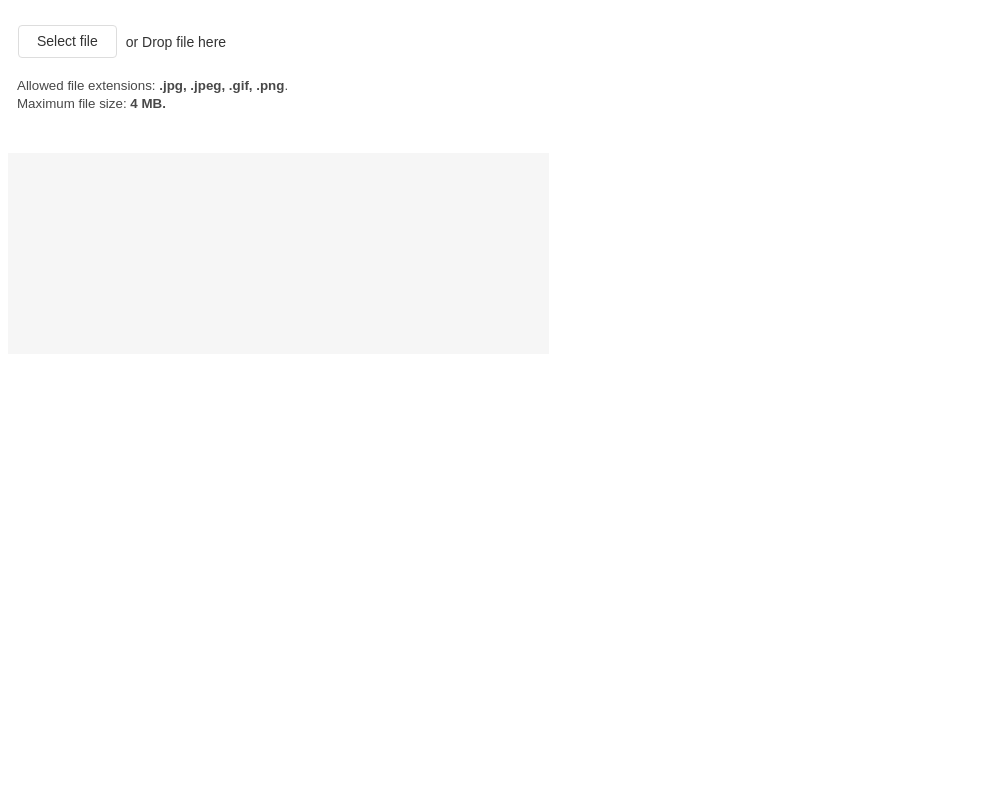 Select file or Drop file here
Allowed file extensions: .jpg, .jpeg, .gif, .png.
Maximum file size: 4 MB.